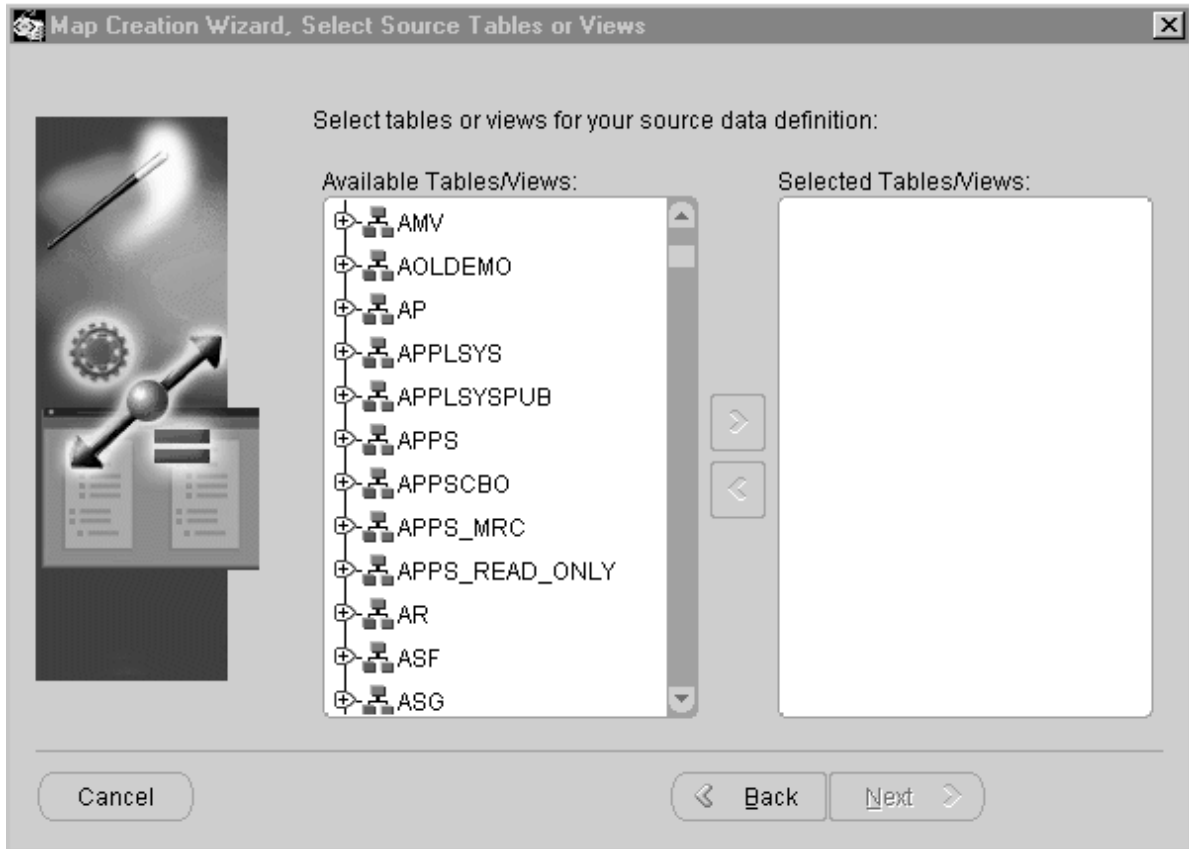 Map Creation Wizard, Select Source Tables or Views
Select tables or views for your source data definition:
Available Tables/Views:
AMV
AOLDEMO
AP
APPLSYS
APPLSYSPUB
APPS
APPSCBO
APPS_MRC
APPS_READ_ONLY
AR
ASF
ASG
Selected Tables/Views:
Cancel
Back
Next